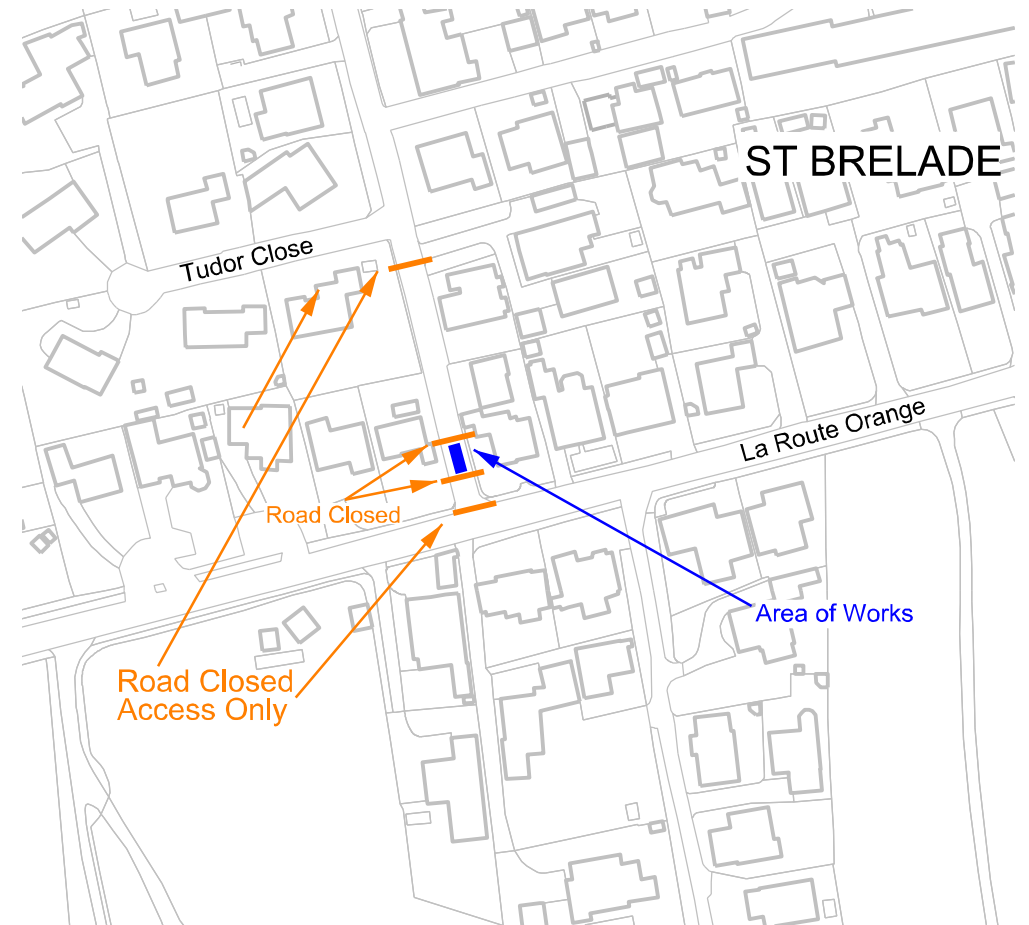 ST BRELADE
Tudor Close
La Route Orange
Road Closed
Area of Works
Road Closed
Access Only